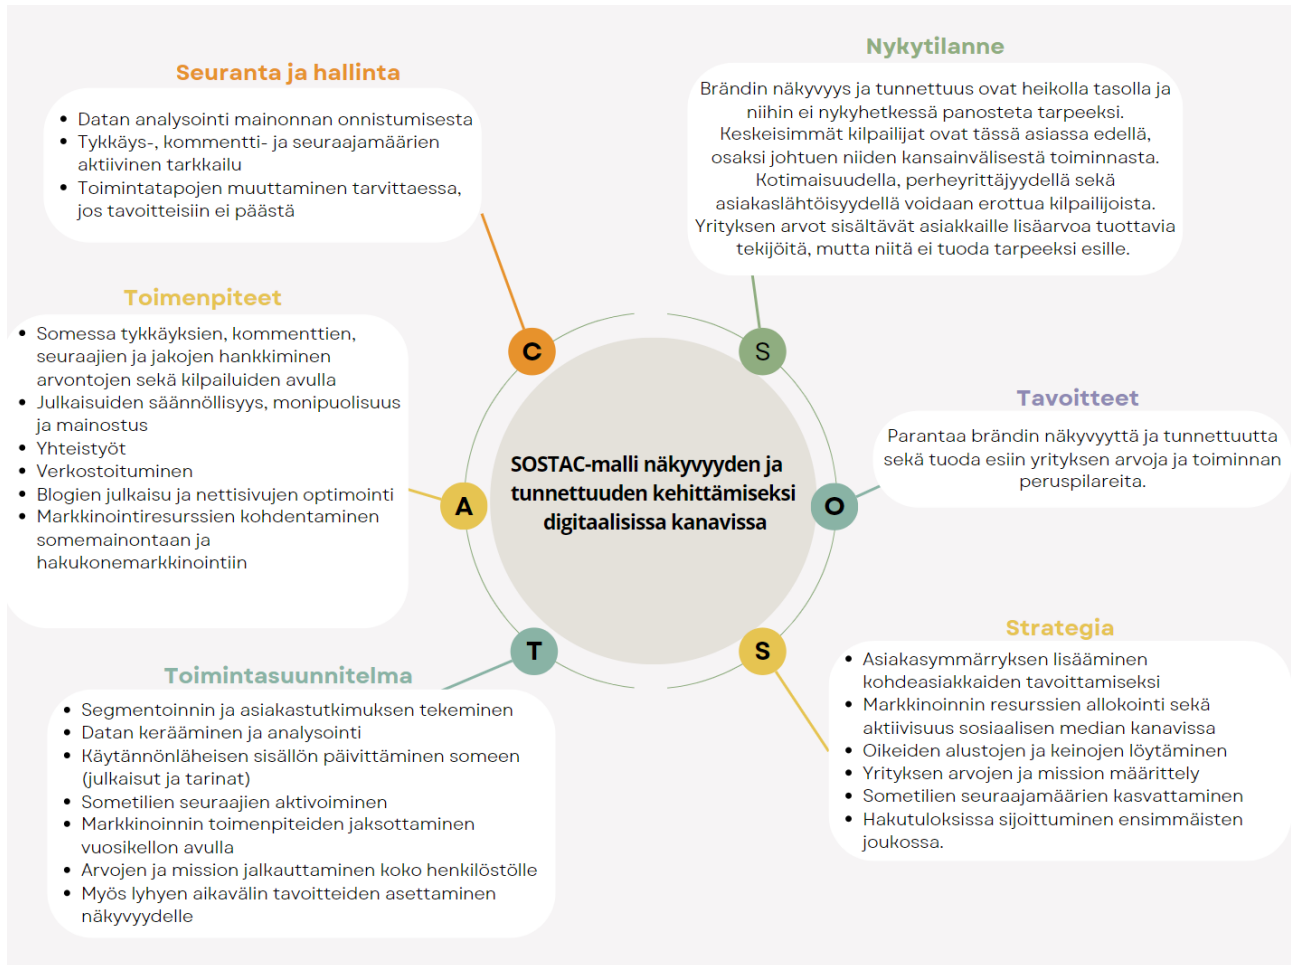 Nykytilanne
Brändin näkyvyys ja tunnettuus ovat heikolla tasolla ja
niihin ei nykyhetkessä panosteta tarpeeksi.
Keskeisimmät kilpailijat ovat tässä asiassa edellä,
osaksi johtuen niiden kansainvälisestä toiminnasta.
Kotimaisuudella, perheyrittäjyydellä sekä
asiakaslähtöisyydellä voidaan erottua kilpailijoista.
Yrityksen arvot sisältävät asiakkaille lisäarvoa tuottavia
tekijöitä, mutta niitä ei tuoda tarpeeksi esille.
S
Tavoitteet
Parantaa brändin näkyvyyttä ja tunnettuutta
sekä tuoda esiin yrityksen arvoja ja toiminnan
peruspilareita.
O
Strategia
• Asiakasymmärryksen lisääminen
kohdeasiakkaiden tavoittamiseksi
• Markkinoinnin resurssien allokointi sekä
aktiivisuus sosiaalisen median kanavissa
• Oikeiden alustojen ja keinojen löytäminen
• Yrityksen arvojen ja mission määrittely
• Sometilien seuraajamäärien kasvattaminen
• Hakutuloksissa sijoittuminen ensimmäisten
joukossa.
S
Toimintasuunnitelma
• Segmentoinnin ja asiakastutkimuksen tekeminen
• Datan kerääminen ja analysointi
• Käytännönläheisen sisällön päivittäminen someen
(julkaisut ja tarinat)
• Sometilien seuraajien aktivoiminen
• Markkinoinnin toimenpiteiden jaksottaminen
vuosikellon avulla
• Arvojen ja mission jalkauttaminen koko henkilöstölle
• Myös lyhyen aikavälin tavoitteiden asettaminen
näkyvyydelle
T
Toimenpiteet
• Somessa tykkäyksien, kommenttien,
seuraajien ja jakojen hankkiminen
arvontojen sekä kilpailuiden avulla
• Julkaisuiden säännöllisyys, monipuolisuus
ja mainostus
• Yhteistyöt
• Verkostoituminen
• Blogien julkaisu ja nettisivujen optimointi
• Markkinointiresurssien kohdentaminen
somemainontaan ja
hakukonemarkkinointiin
A
Seuranta ja hallinta
• Datan analysointi mainonnan onnistumisesta
• Tykkäys-, kommentti- ja seuraajamäärien
aktiivinen tarkkailu
• Toimintatapojen muuttaminen tarvittaessa,
jos tavoitteisiin ei päästä
C
SOSTAC-malli näkyvyyden ja
tunnettuuden kehittämiseksi
digitaalisissa kanavissa